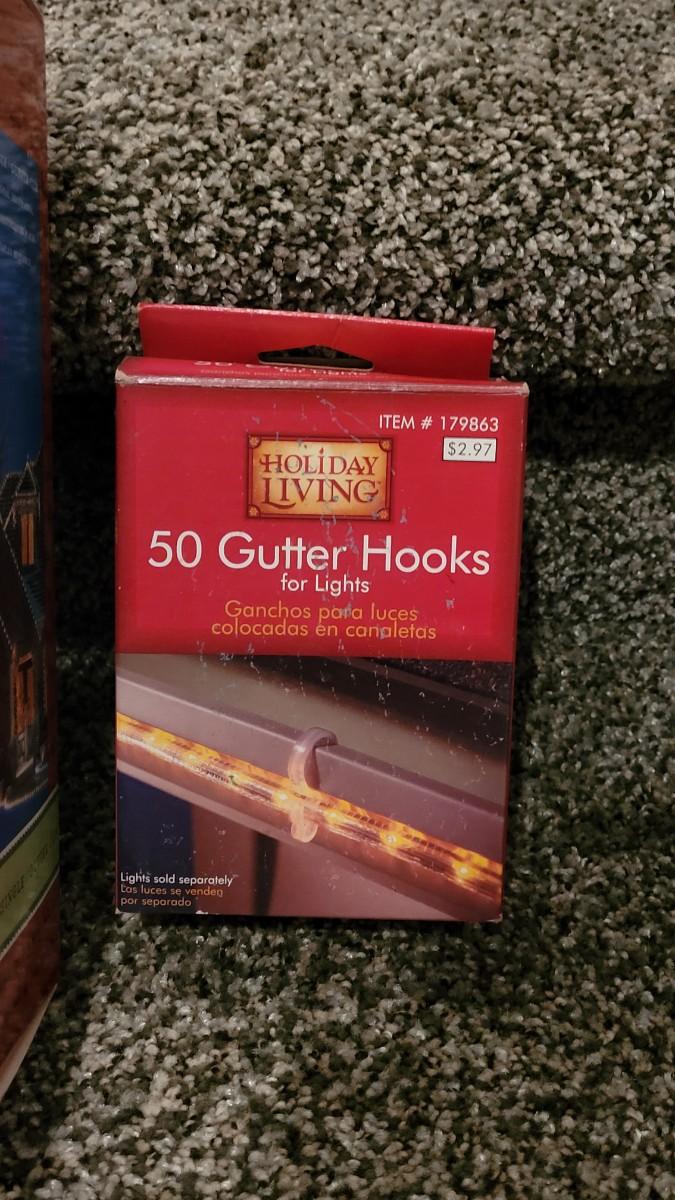 ITEM # 179863
$2.97
HOLIDAY
LIVING
50 Gutter Hooks
for Lights
Ganchos para luces
colocadas en canaletas
Lights sold separately
Las luces se venden
por separado